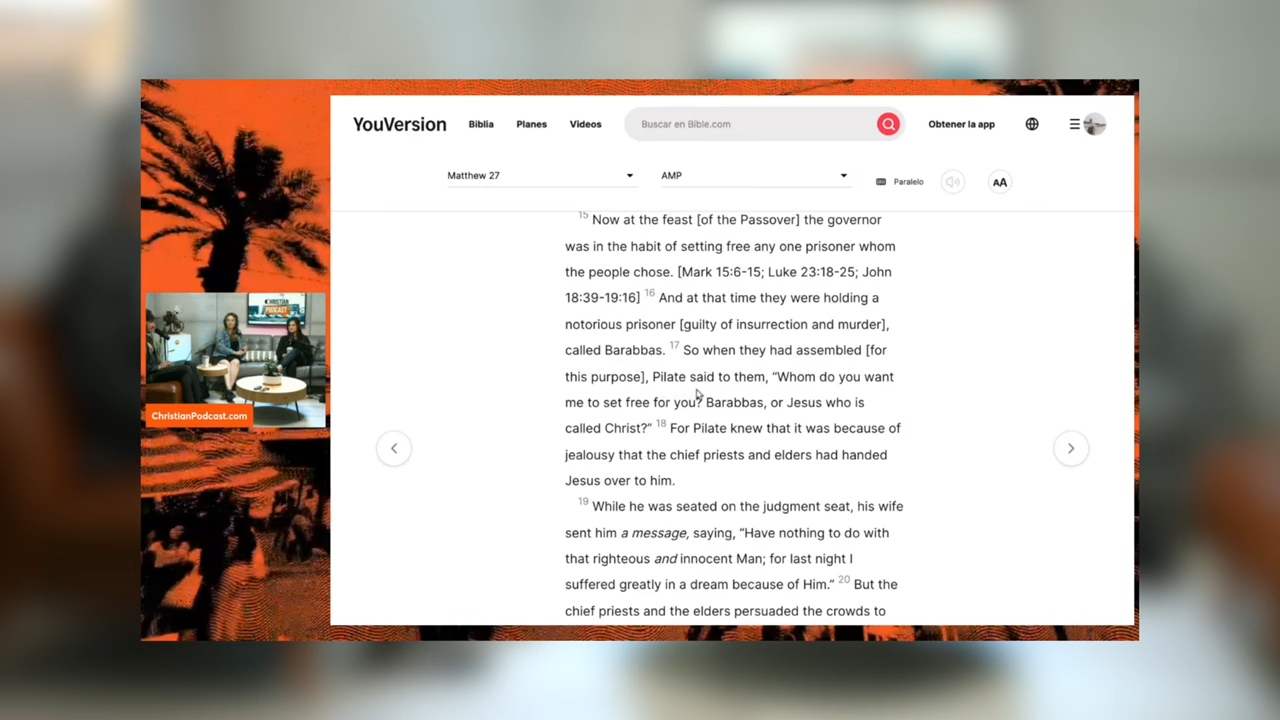 YouVersion Biblia Planes Videos Buscar en Bible.com Obtener la app
Matthew 27 AMP Paralelo AA
15 Now at the feast [of the Passover] the governor
was in the habit of setting free any one prisoner whom
the people chose. [Mark 15:6-15; Luke 23:18-25; John
18:39-19:16] 16 And at that time they were holding a
notorious prisoner [guilty of insurrection and murder],
called Barabbas. 17 So when they had assembled [for
this purpose], Pilate said to them, “Whom do you want
me to set free for you? Barabbas, or Jesus who is
called Christ?” 18 For Pilate knew that it was because of
jealousy that the chief priests and elders had handed
Jesus over to him.
19 While he was seated on the judgment seat, his wife
sent him a message, saying, “Have nothing to do with
that righteous and innocent Man; for last night I
suffered greatly in a dream because of Him.” 20 But the
chief priests and the elders persuaded the crowds to
CHRISTIAN
PODCAST
ChristianPodcast.com